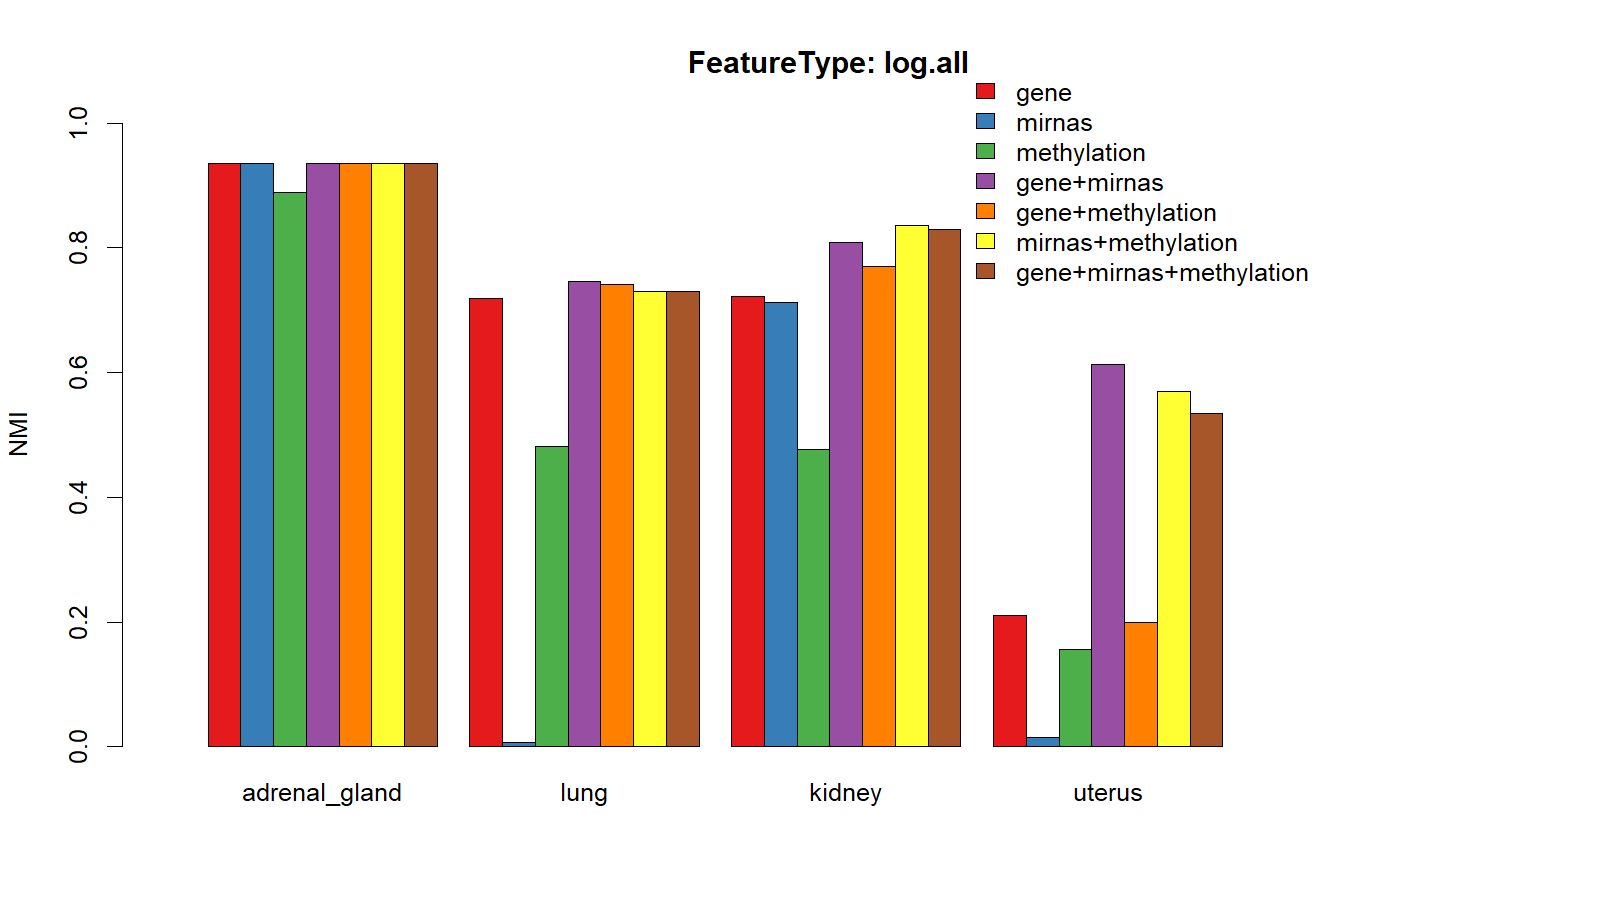 FeatureType: log.all
gene
mirnas
methylation
gene+mirnas
gene+methylation
mirnas+methylation
gene+mirnas+methylation
1.0
0.8
0.6
0.4
0.2
0.0
NMI
adrenal_gland
lung
kidney
uterus